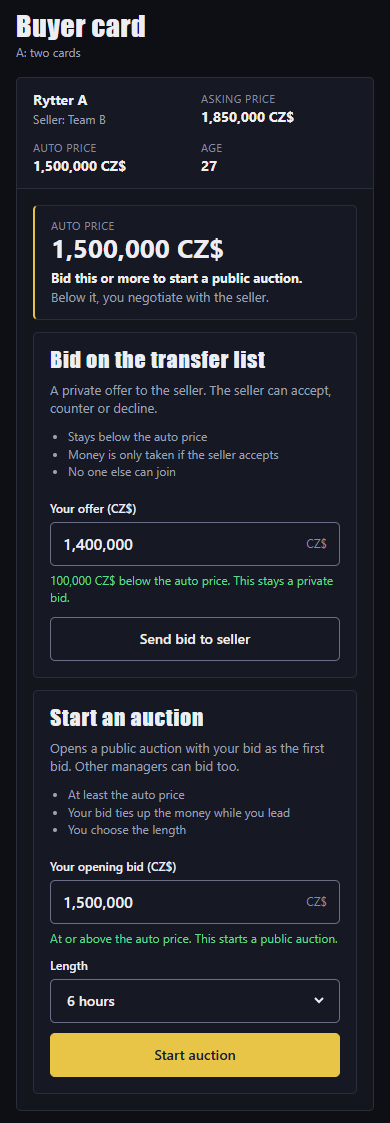 Buyer card
A: two cards
Rytter A
Seller: Team B
ASKING PRICE
1,850,000 CZ$
AUTO PRICE
1,500,000 CZ$
AGE
27
AUTO PRICE
1,500,000 CZ$
Bid this or more to start a public auction.
Below it, you negotiate with the seller.
Bid on the transfer list
A private offer to the seller. The seller can accept,
counter or decline.
• Stays below the auto price
• Money is only taken if the seller accepts
• No one else can join
Your offer (CZ$)
1,400,000 CZ$
100,000 CZ$ below the auto price. This stays a private
bid.
Send bid to seller
Start an auction
Opens a public auction with your bid as the first
bid. Other managers can bid too.
• At least the auto price
• Your bid ties up the money while you lead
• You choose the length
Your opening bid (CZ$)
1,500,000 CZ$
At or above the auto price. This starts a public auction.
Length
6 hours
Start auction